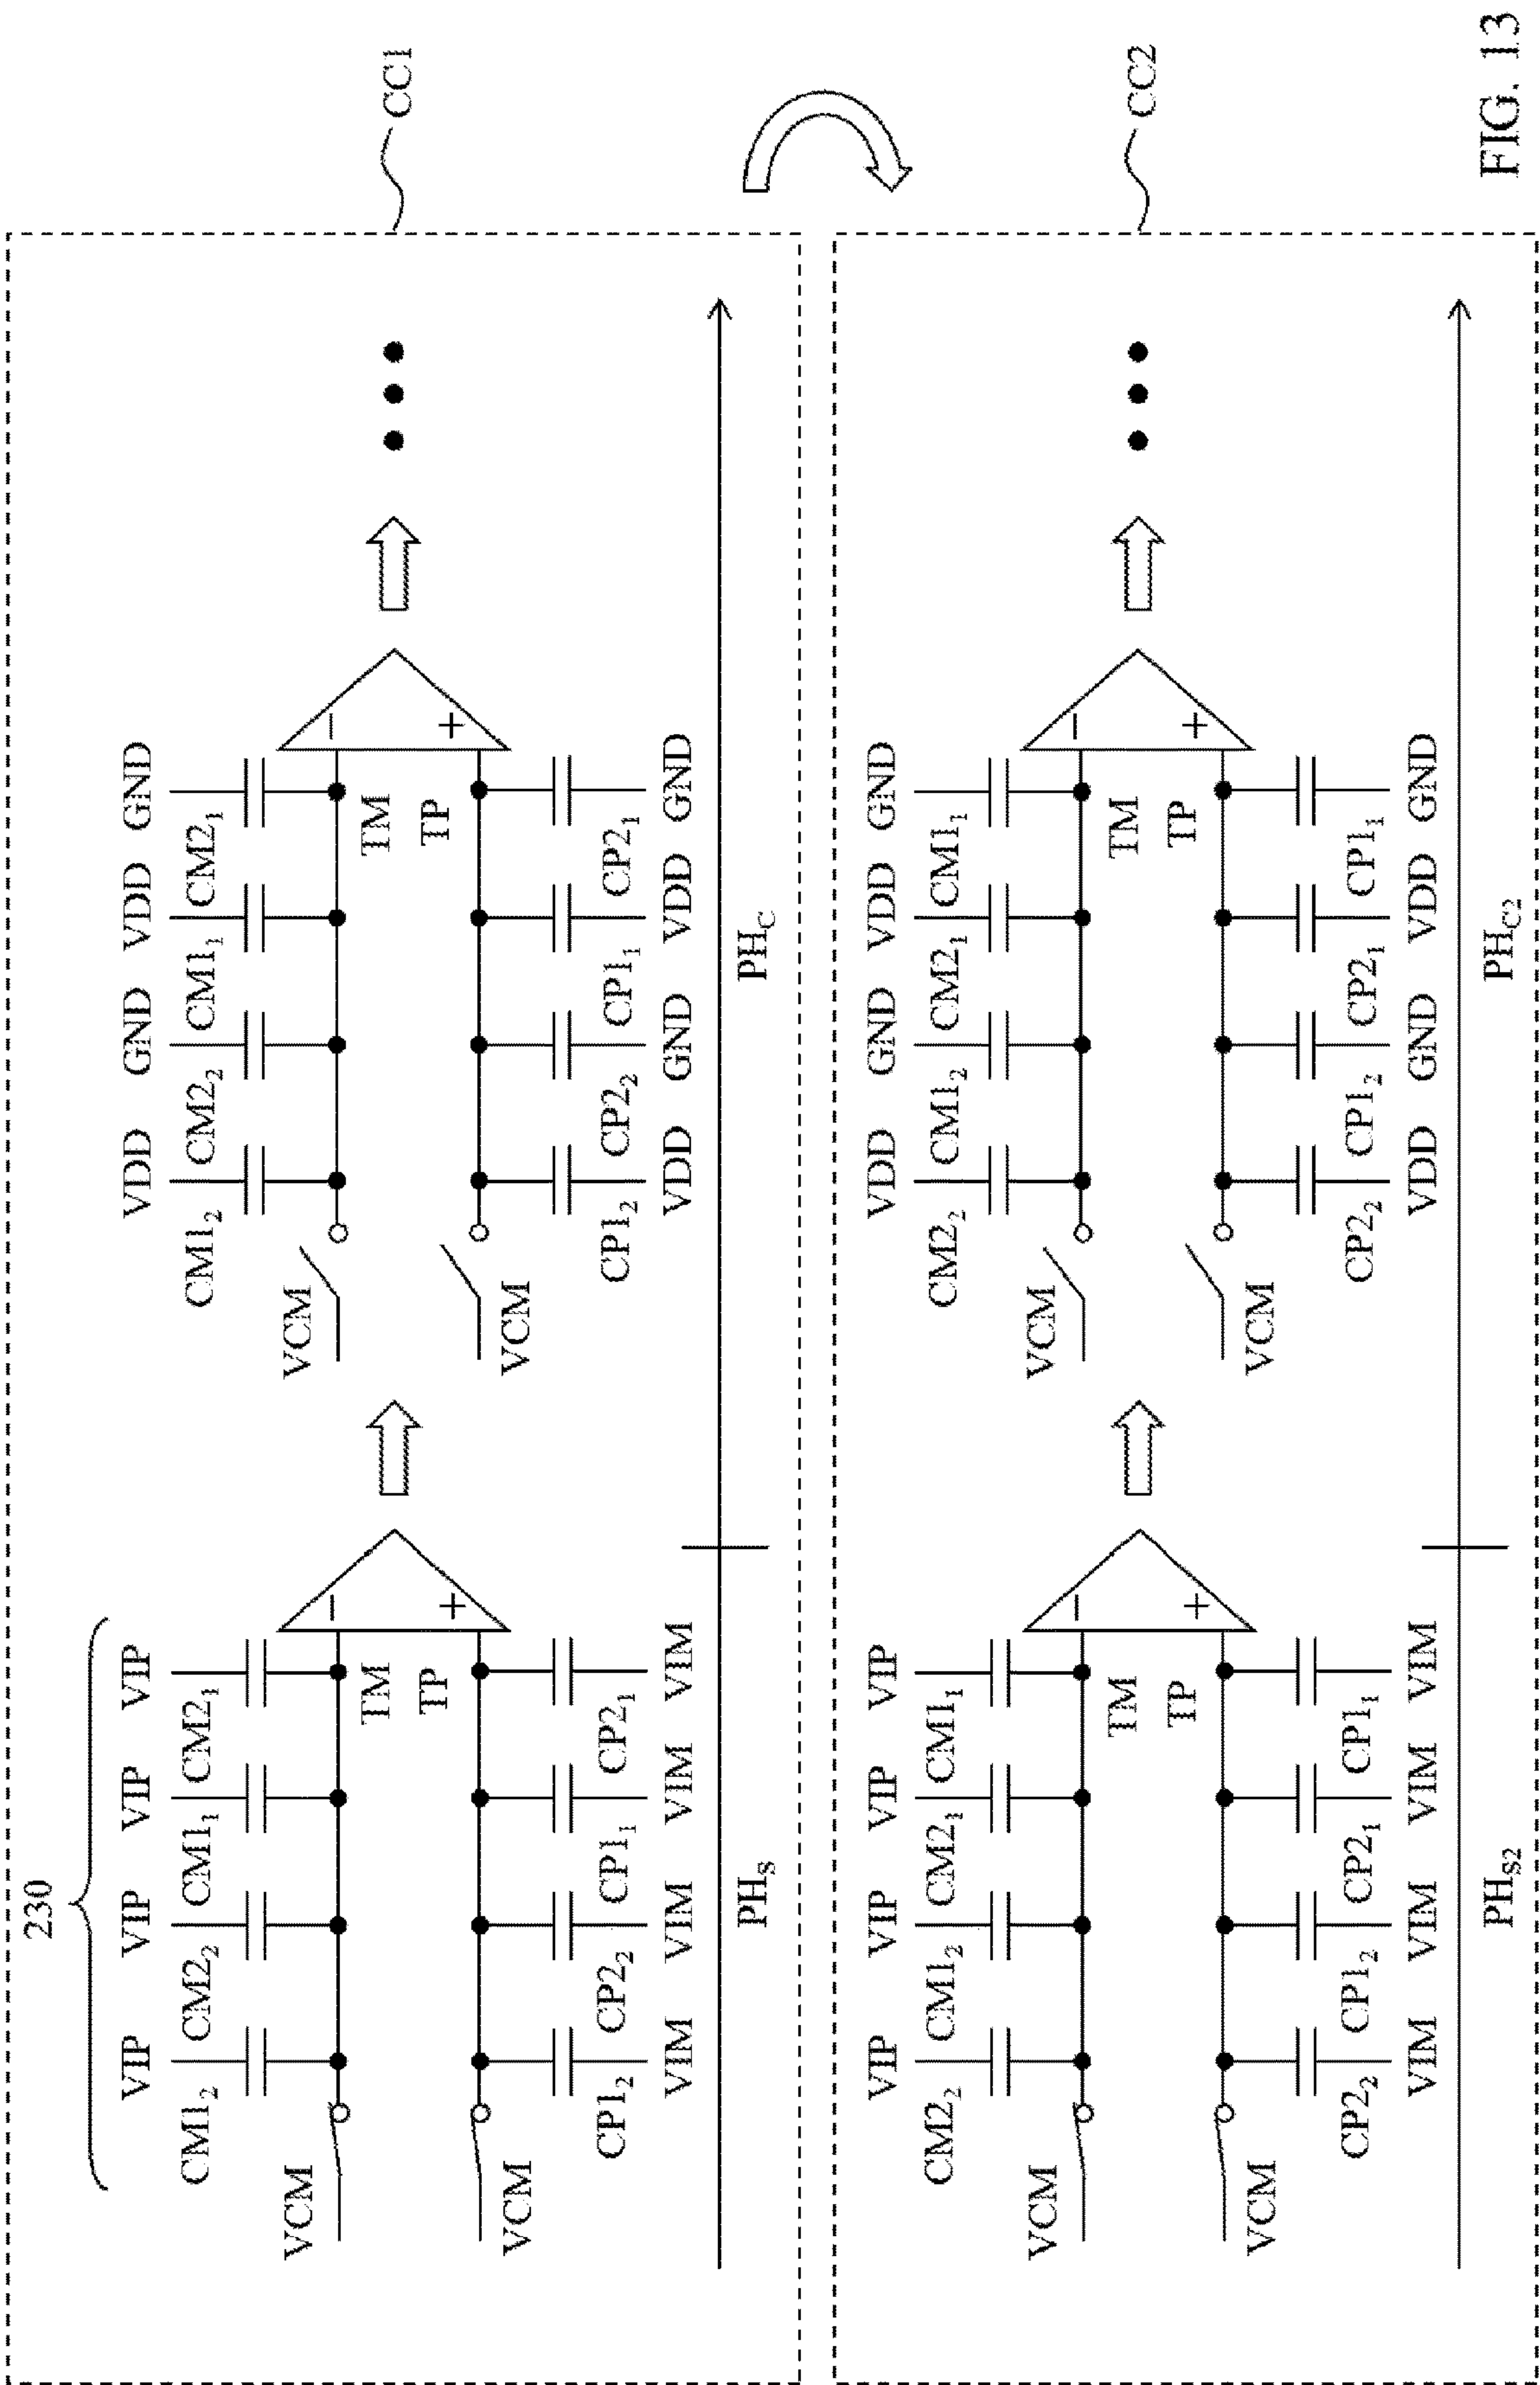 230
VIP VIP VIP VIP
CM1₂ CM2₂ CM1₁ CM2₁
VCM
TM
TP
VCM
CP1₂ CP2₂ CP1₁ CP2₁
VIM VIM VIM VIM
− +
VDD GND VDD GND
CM1₂ CM2₂ CM1₁ CM2₁
VCM
TM
TP
VCM
CP1₂ CP2₂ CP1₁ CP2₁
VDD GND VDD GND
− +
PH_S PH_C
CC1
VIP VIP VIP VIP
CM2₂ CM1₂ CM2₁ CM1₁
VCM
TM
TP
VCM
CP2₂ CP1₂ CP2₁ CP1₁
VIM VIM VIM VIM
− +
VDD GND VDD GND
CM2₂ CM1₂ CM2₁ CM1₁
VCM
TM
TP
VCM
CP2₂ CP1₂ CP2₁ CP1₁
VDD GND VDD GND
− +
PH_S2 PH_C2
CC2
FIG. 13